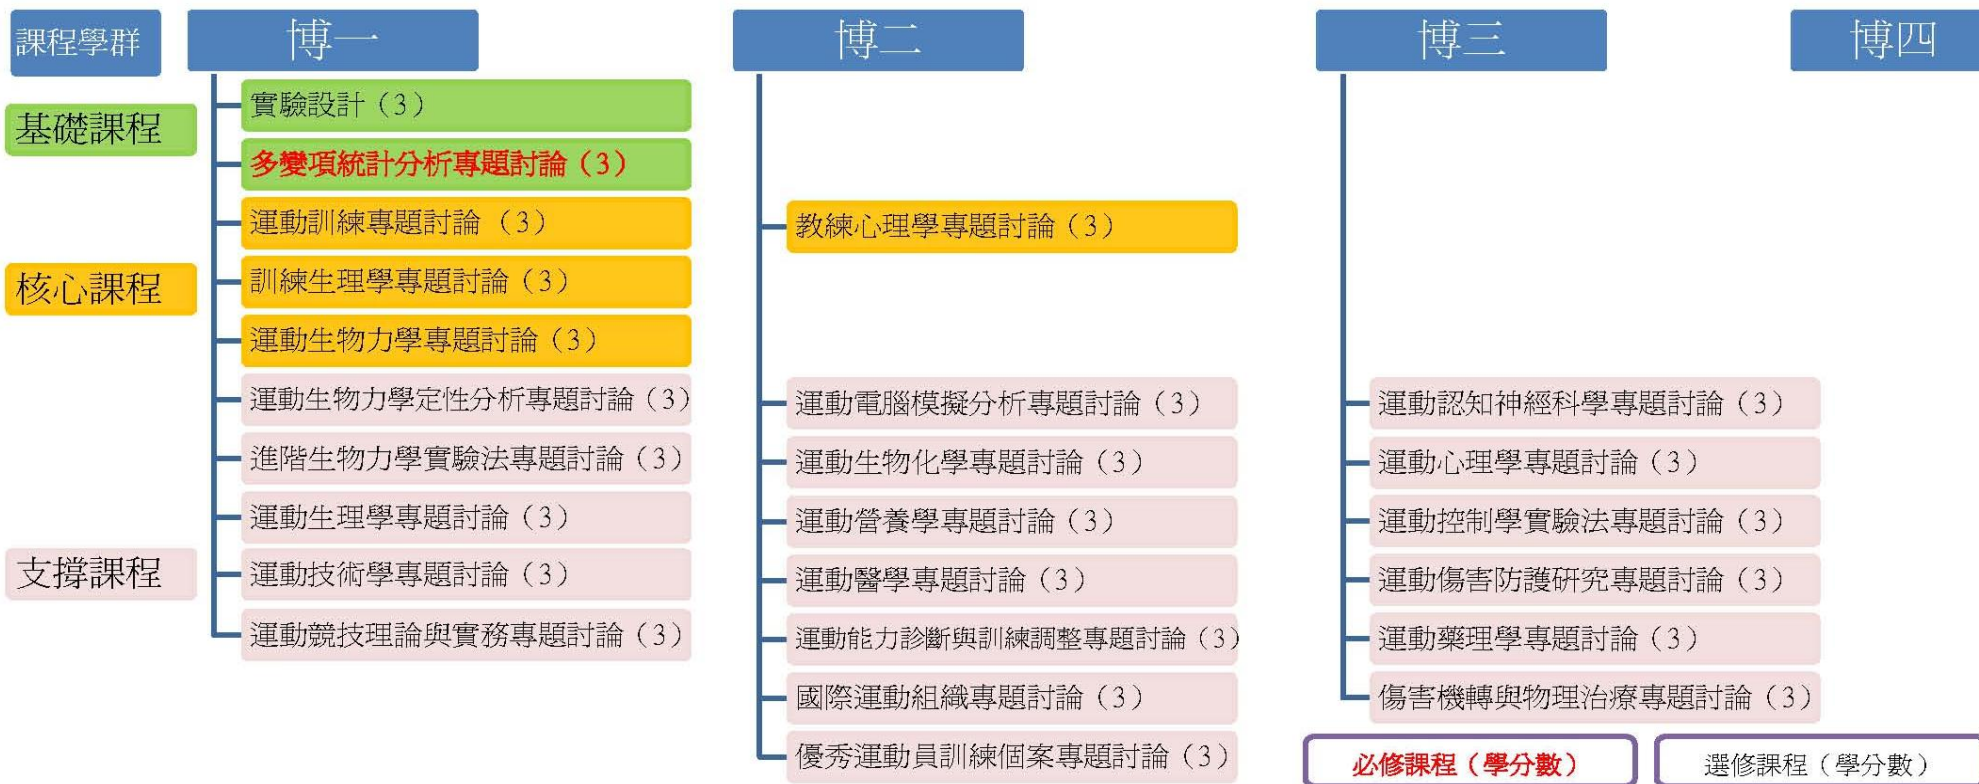 課程學群
博一
博二
博三
博四
基礎課程
實驗設計（3）
多變項統計分析專題討論（3）
核心課程
運動訓練專題討論（3）
訓練生理學專題討論（3）
運動生物力學專題討論（3）
教練心理學專題討論（3）
支撐課程
運動生物力學定性分析專題討論（3）
進階生物力學實驗法專題討論（3）
運動生理學專題討論（3）
運動技術學專題討論（3）
運動競技理論與實務專題討論（3）
運動電腦模擬分析專題討論（3）
運動生物化學專題討論（3）
運動營養學專題討論（3）
運動醫學專題討論（3）
運動能力診斷與訓練調整專題討論（3）
國際運動組織專題討論（3）
優秀運動員訓練個案專題討論（3）
運動認知神經科學專題討論（3）
運動心理學專題討論（3）
運動控制學實驗法專題討論（3）
運動傷害防護研究專題討論（3）
運動藥理學專題討論（3）
傷害機轉與物理治療專題討論（3）
必修課程（學分數）
選修課程（學分數）